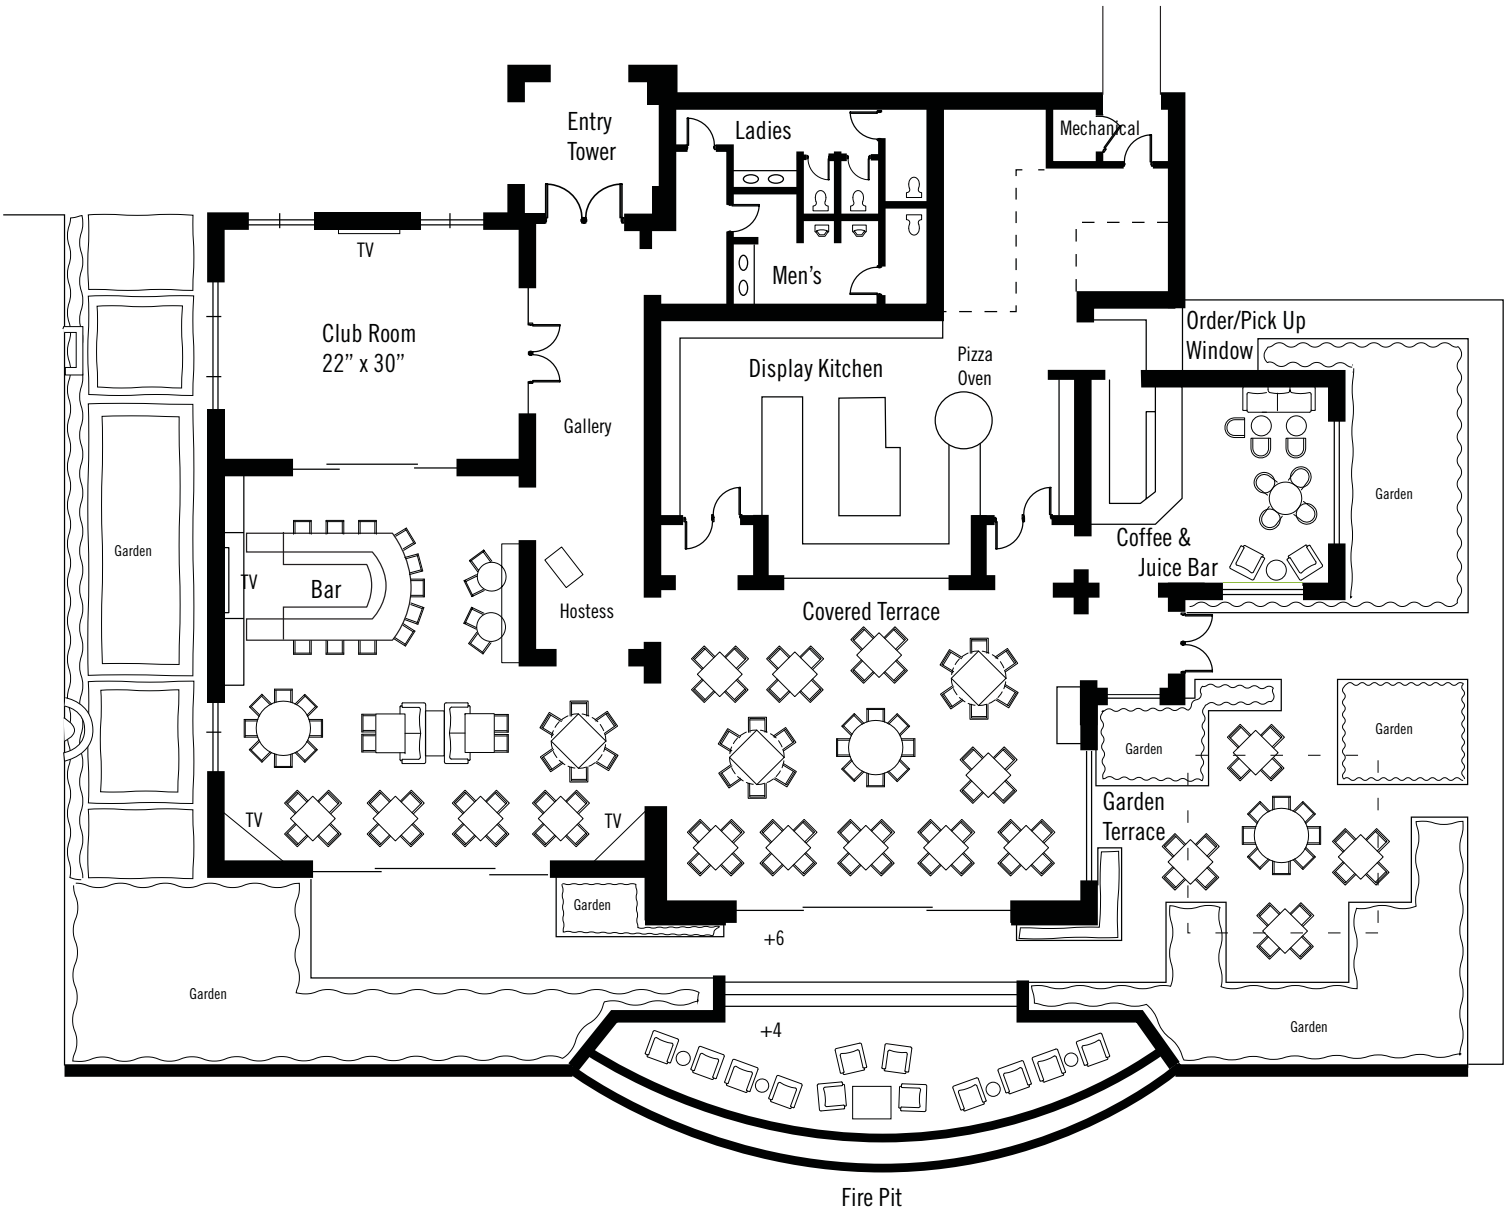 Entry
Tower
Ladies
Mechanical
TV
Men's
Club Room
22” x 30”
Order/Pick Up
Window
Display Kitchen
Pizza
Oven
Gallery
Garden
Garden
Coffee &
Juice Bar
TV
Bar
Hostess
Covered Terrace
Garden
Garden
Garden
Terrace
TV
TV
Garden
+6
Garden
+4
Garden
Fire Pit